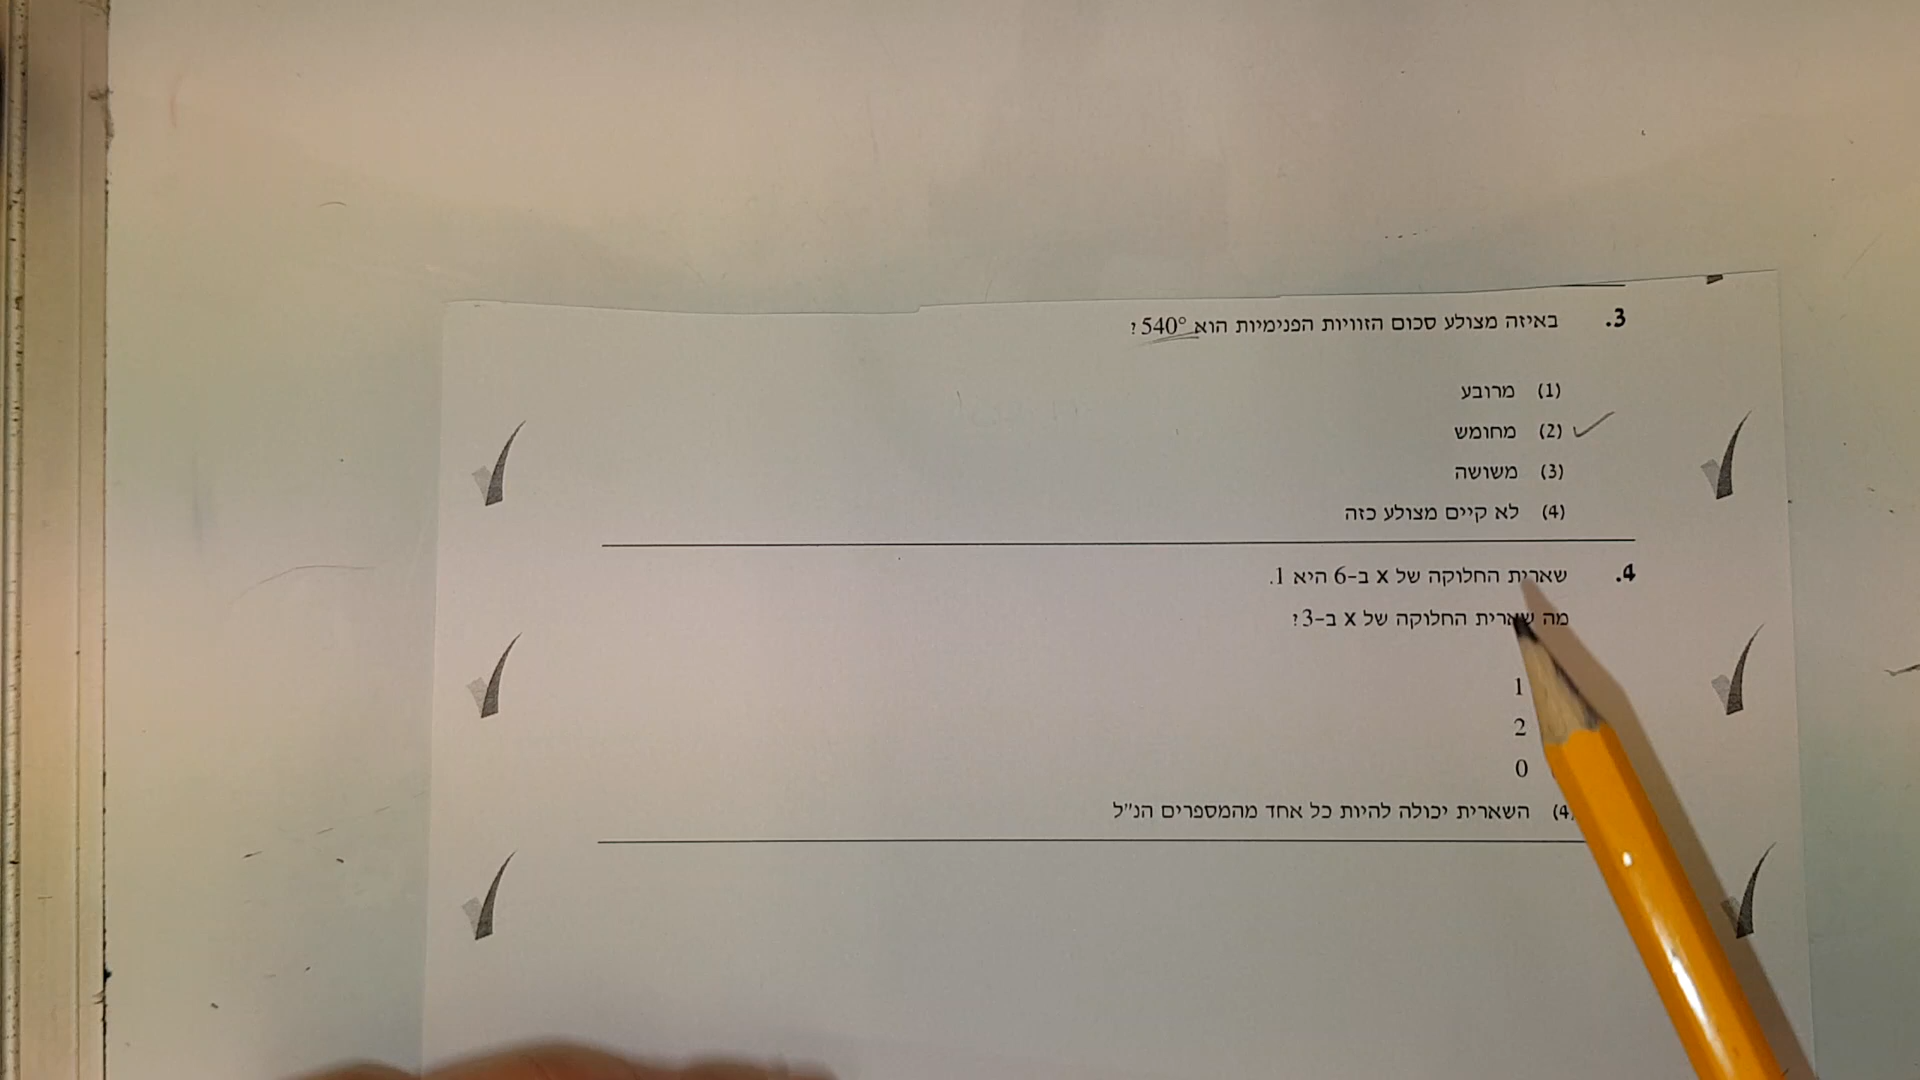 3. באיזה מצולע סכום הזוויות הפנימיות הוא 540°?
(1) מרובע
(2) מחומש
(3) משושה
(4) לא קיים מצולע כזה
4. שארית החלוקה של x ב-6 היא 1.
מה שארית החלוקה של x ב-3?
1
2
0
(4) השארית יכולה להיות כל אחד מהמספרים הנ"ל